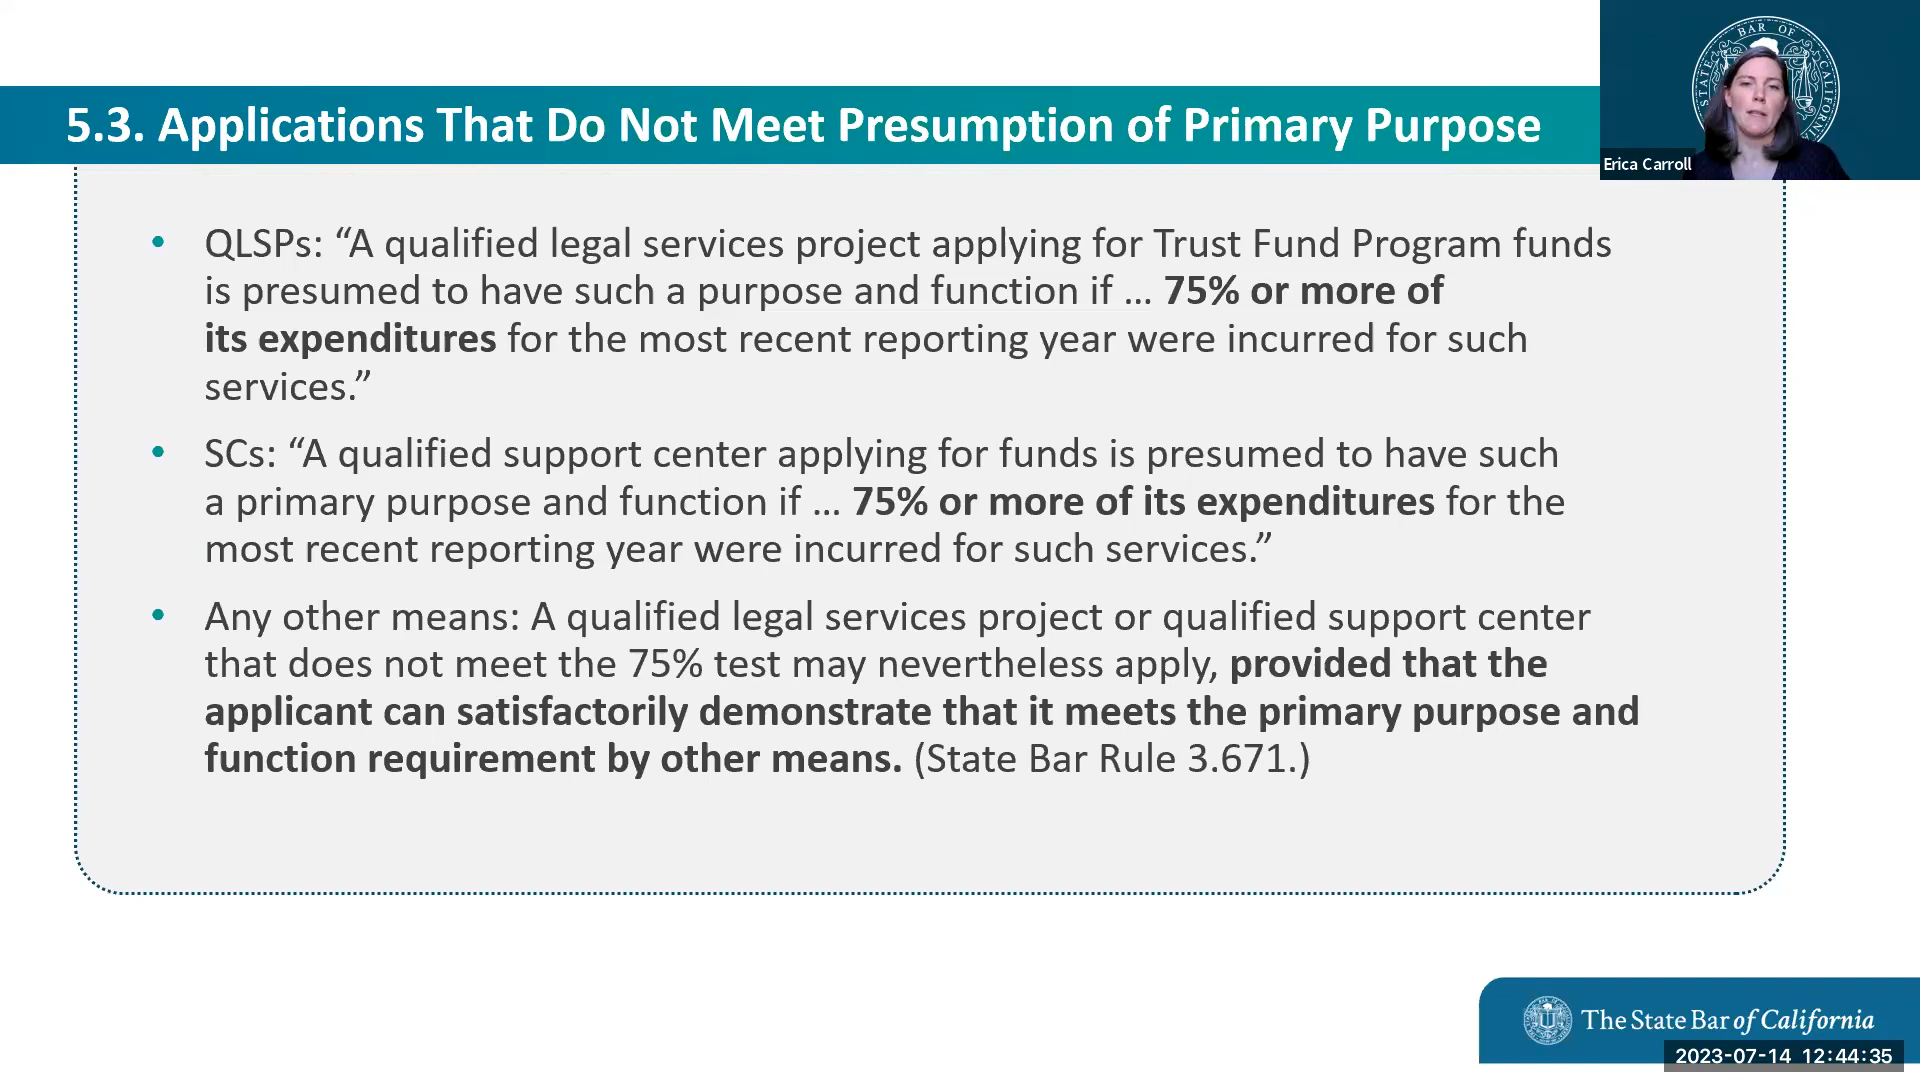 BAR OF
STATE
CALIFORNIA
5.3. Applications That Do Not Meet Presumption of Primary Purpose
Erica Carroll
• QLSPs: “A qualified legal services project applying for Trust Fund Program funds
is presumed to have such a purpose and function if … 75% or more of
its expenditures for the most recent reporting year were incurred for such
services.”
• SCs: “A qualified support center applying for funds is presumed to have such
a primary purpose and function if … 75% or more of its expenditures for the
most recent reporting year were incurred for such services.”
• Any other means: A qualified legal services project or qualified support center
that does not meet the 75% test may nevertheless apply, provided that the
applicant can satisfactorily demonstrate that it meets the primary purpose and
function requirement by other means. (State Bar Rule 3.671.)
The State Bar of California
2023-07-14 12:44:35